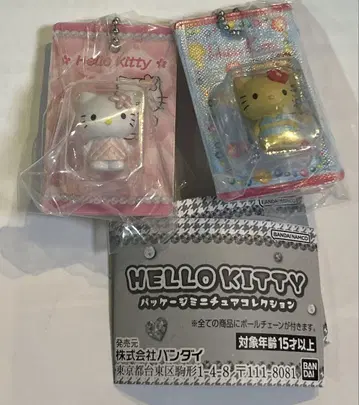 Hello Kitty
BANDAI NAMCO
HELLO KITTY
パッケージミニチュアコレクション
※全ての商品にボールチェーンが付きます。
発売元
対象年齢15才以上
株式会社バンダイ
東京都台東区駒形1-4-8 〒111-8081
BAN
DAI